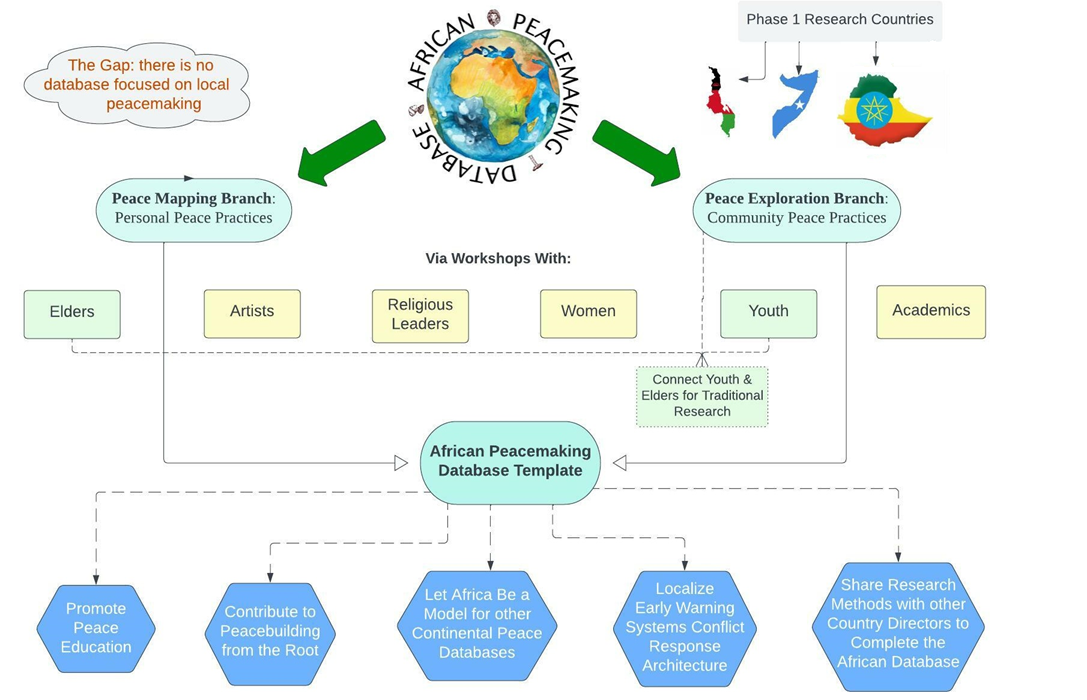 Phase 1 Research Countries
The Gap: there is no
database focused on local
peacemaking
AFRICAN PEACEMAKING DATABASE
Peace Mapping Branch:
Personal Peace Practices
Peace Exploration Branch:
Community Peace Practices
Via Workshops With:
Elders
Artists
Religious
Leaders
Women
Youth
Academics
Connect Youth &
Elders for Traditional
Research
African Peacemaking
Database Template
Promote
Peace
Education
Contribute to
Peacebuilding
from the Root
Let Africa Be a
Model for other
Continental Peace
Databases
Localize
Early Warning
Systems Conflict
Response
Architecture
Share Research
Methods with other
Country Directors to
Complete the
African Database